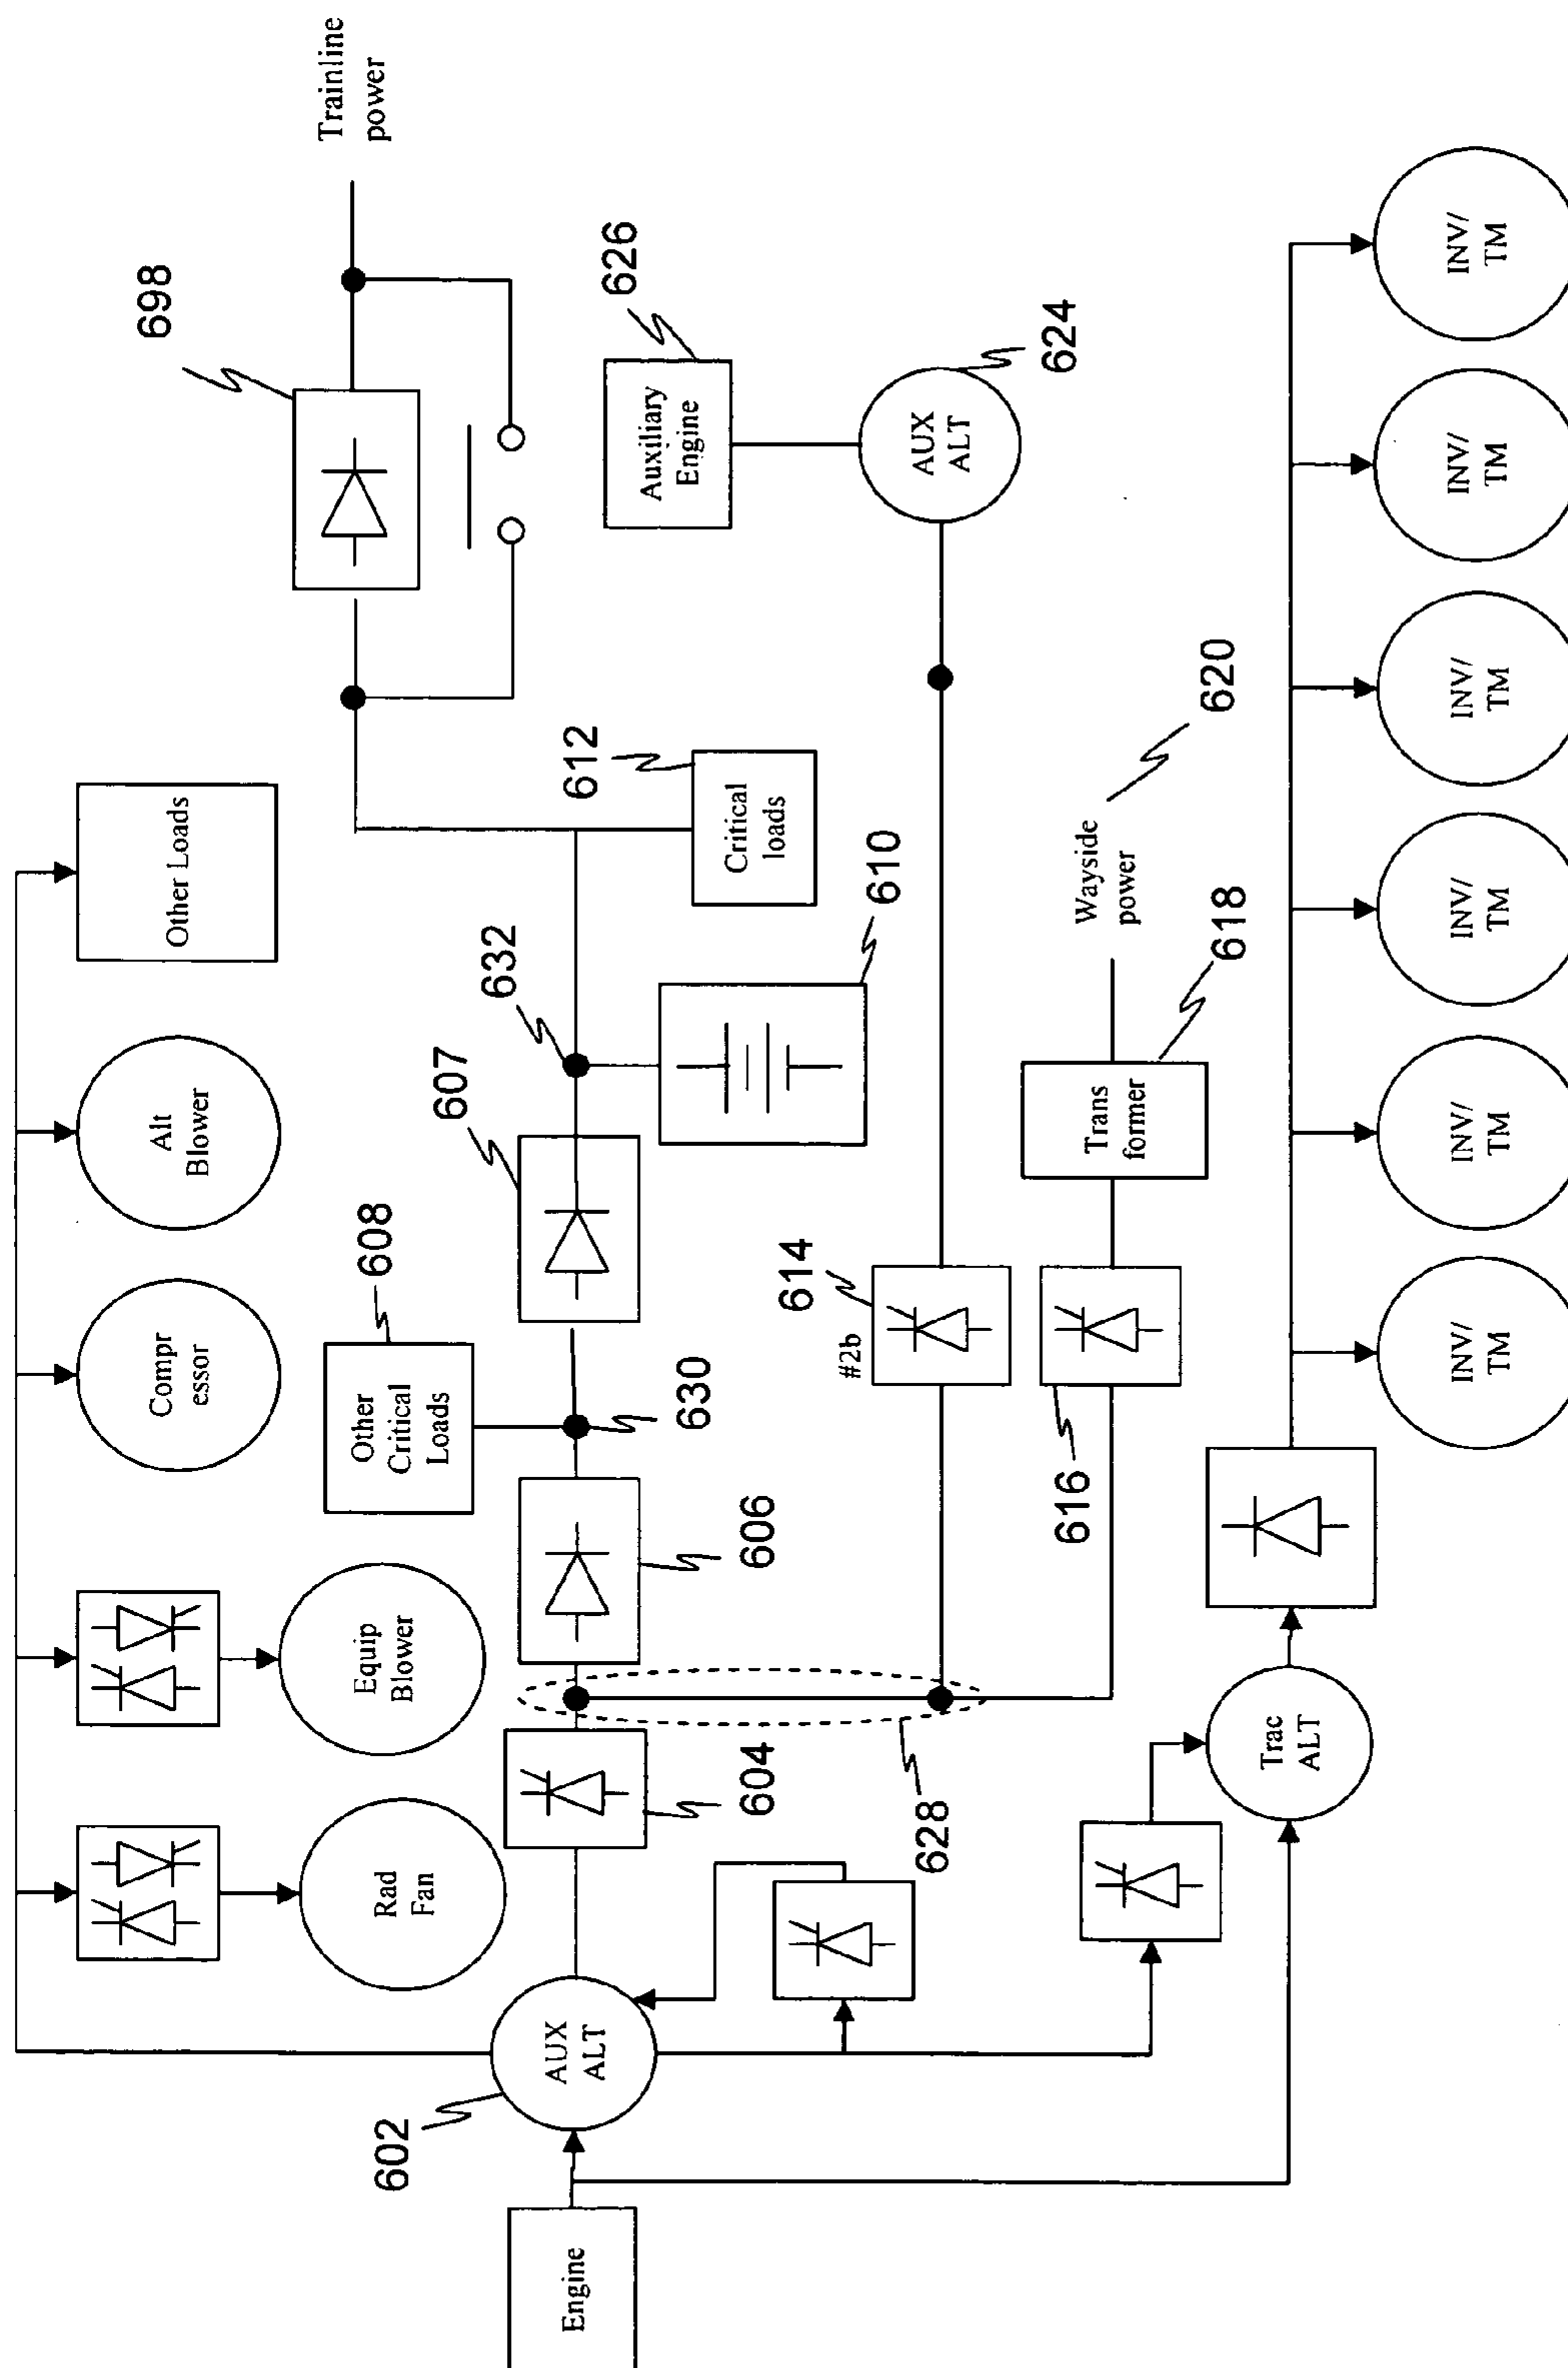 Rad
Fan
Equip
Blower
Compr
essor
Alt
Blower
Other Loads
Trainline
power
698
Engine
602
AUX
ALT
604
606
Other
Critical
Loads
608
630
607
632
610
612
Critical
loads
Auxiliary
Engine
626
AUX
ALT
624
628
#2b
614
616
Trans
former
618
Wayside
power
620
Trac
ALT
INV/
TM
INV/
TM
INV/
TM
INV/
TM
INV/
TM
INV/
TM